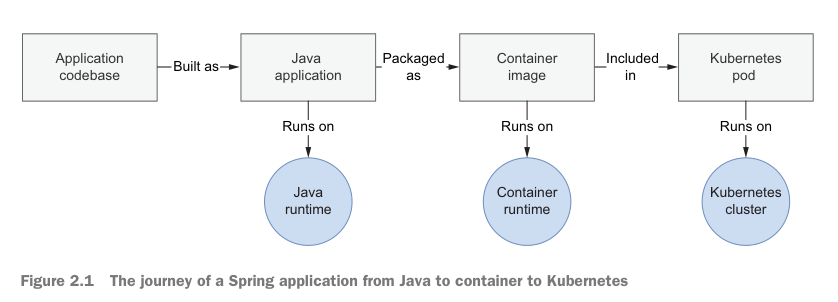 Application
codebase
Built as
Java
application
Packaged
as
Container
image
Included
in
Kubernetes
pod
Runs on
Runs on
Runs on
Java
runtime
Container
runtime
Kubernetes
cluster
Figure 2.1 The journey of a Spring application from Java to container to Kubernetes